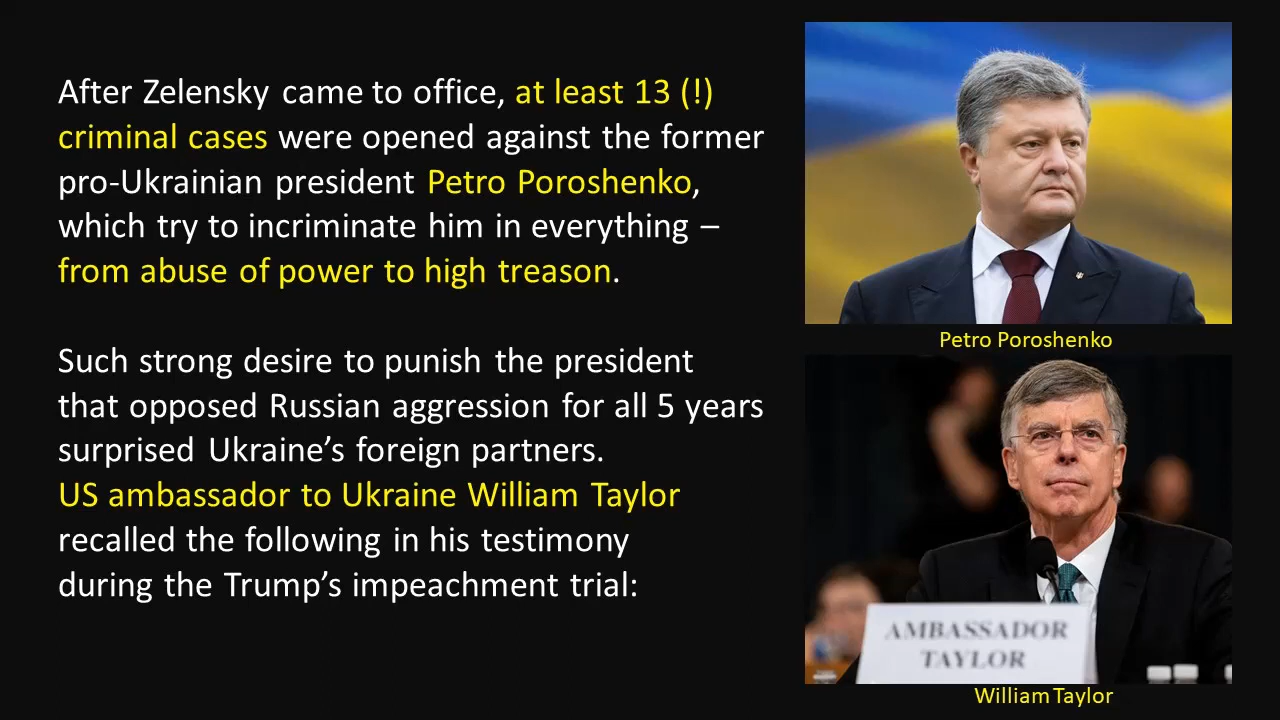 After Zelensky came to office, at least 13 (!)
criminal cases were opened against the former
pro-Ukrainian president Petro Poroshenko,
which try to incriminate him in everything –
from abuse of power to high treason.
Such strong desire to punish the president
that opposed Russian aggression for all 5 years
surprised Ukraine’s foreign partners.
US ambassador to Ukraine William Taylor
recalled the following in his testimony
during the Trump’s impeachment trial:
Petro Poroshenko
AMBASSADOR
TAYLOR
William Taylor